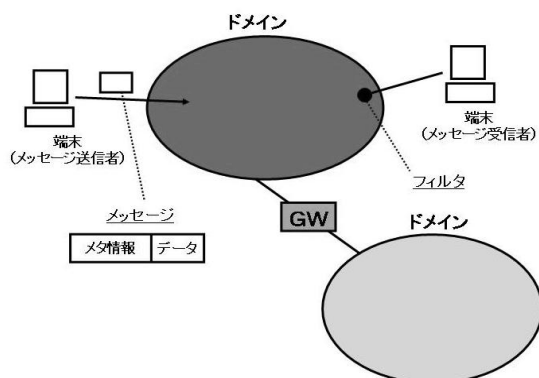 ドメイン
端末
(メッセージ送信者)
端末
(メッセージ受信者)
フィルタ
メッセージ
メタ情報 データ
GW
ドメイン